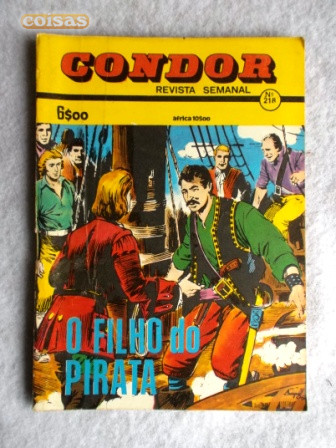 coisas
CONDOR
REVISTA SEMANAL
Nº
218
6$00
áfrica 10$00
O FILHO do
PIRATA